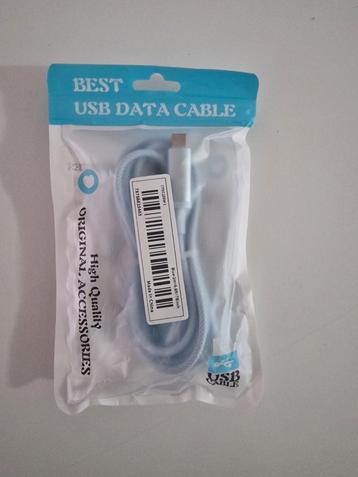 BEST
USB DATA CABLE
High Quality
ORIGINAL ACCESSORIES
Made in China
USB
CABLE